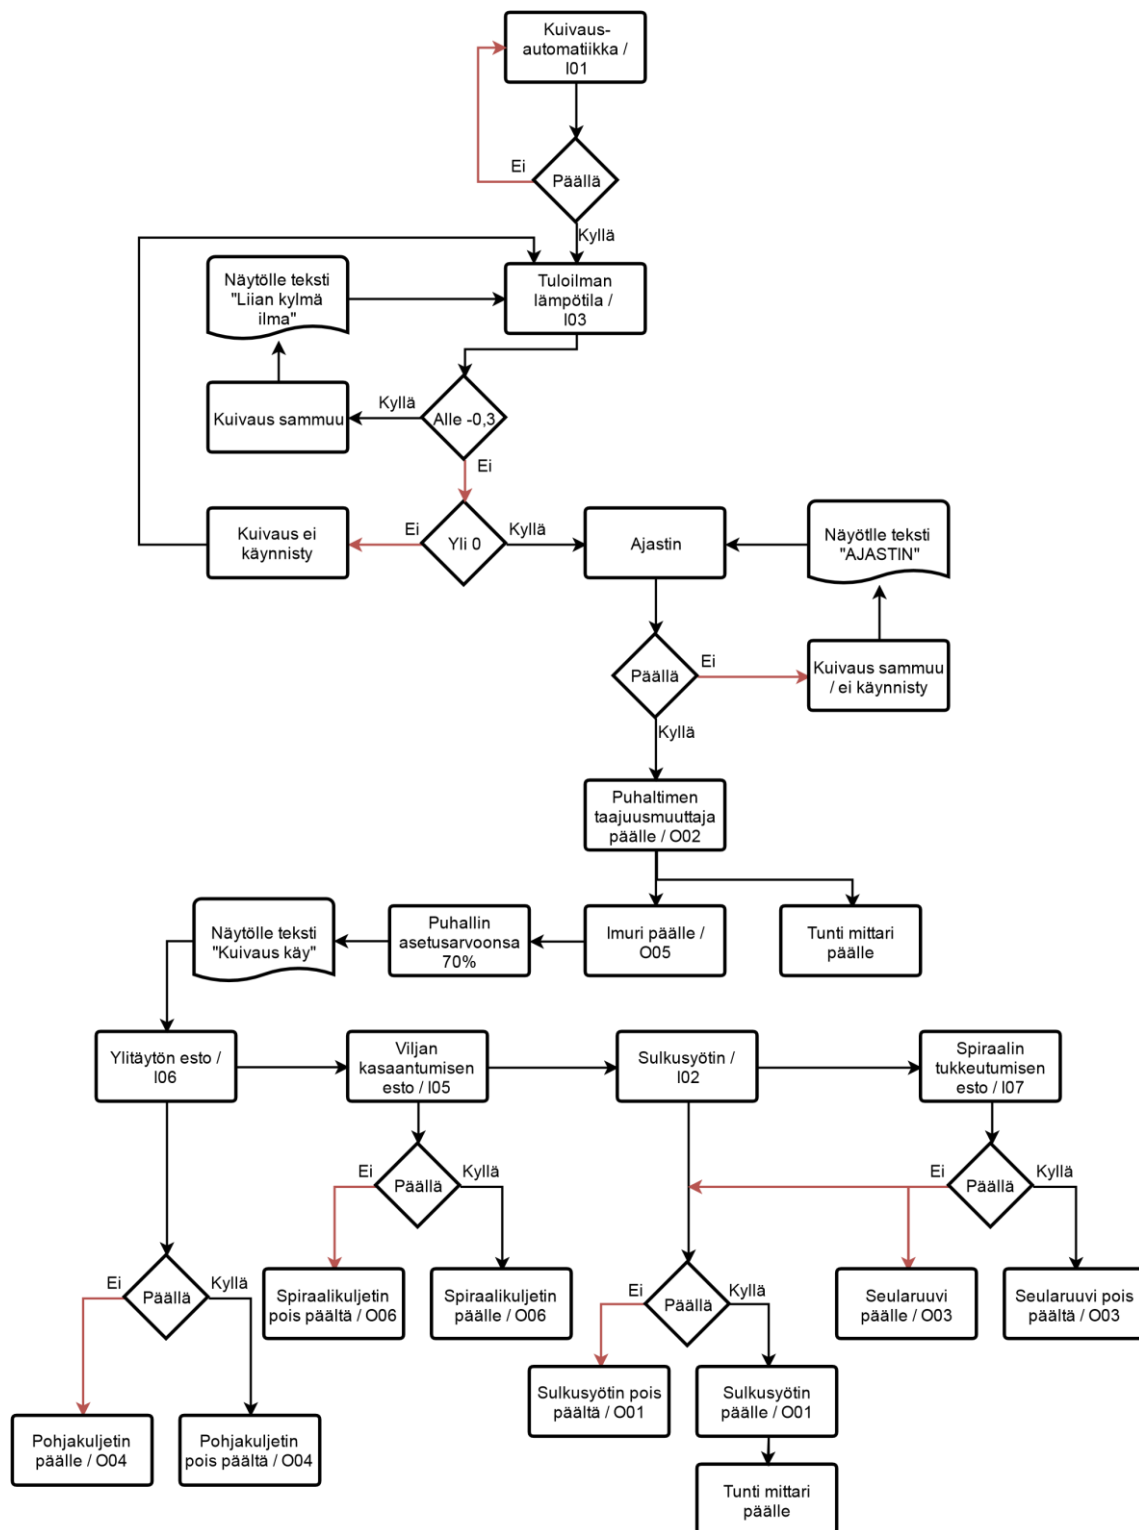 Kuivaus-
automatiikka /
I01
Ei
Päällä
Kyllä
Näytölle teksti
"Liian kylmä
ilma"
Tuloilman
lämpötila /
I03
Kuivaus sammuu
Kyllä
Alle -0,3
Ei
Kuivaus ei
käynnisty
Ei
Yli 0
Kyllä
Ajastin
Näyötlle teksti
"AJASTIN"
Päällä
Ei
Kuivaus sammuu
/ ei käynnisty
Kyllä
Puhaltimen
taajuusmuuttaja
päälle / O02
Näytölle teksti
"Kuivaus käy"
Puhallin
asetusarvoonsa
70%
Imuri päälle /
O05
Tunti mittari
päälle
Ylitäytön esto /
I06
Viljan
kasaantumisen
esto / I05
Sulkusyötin /
I02
Spiraalin
tukkeutumisen
esto / I07
Ei
Päällä
Kyllä
Ei
Päällä
Kyllä
Ei
Päällä
Kyllä
Spiraalikuljetin
pois päältä / O06
Spiraalikuljetin
päälle / O06
Ei
Päällä
Kyllä
Seularuuvi
päälle / O03
Seularuuvi pois
päältä / O03
Pohjakuljetin
päälle / O04
Pohjakuljetin
pois päältä / O04
Sulkusyötin pois
päältä / O01
Sulkusyötin
päälle / O01
Tunti mittari
päälle